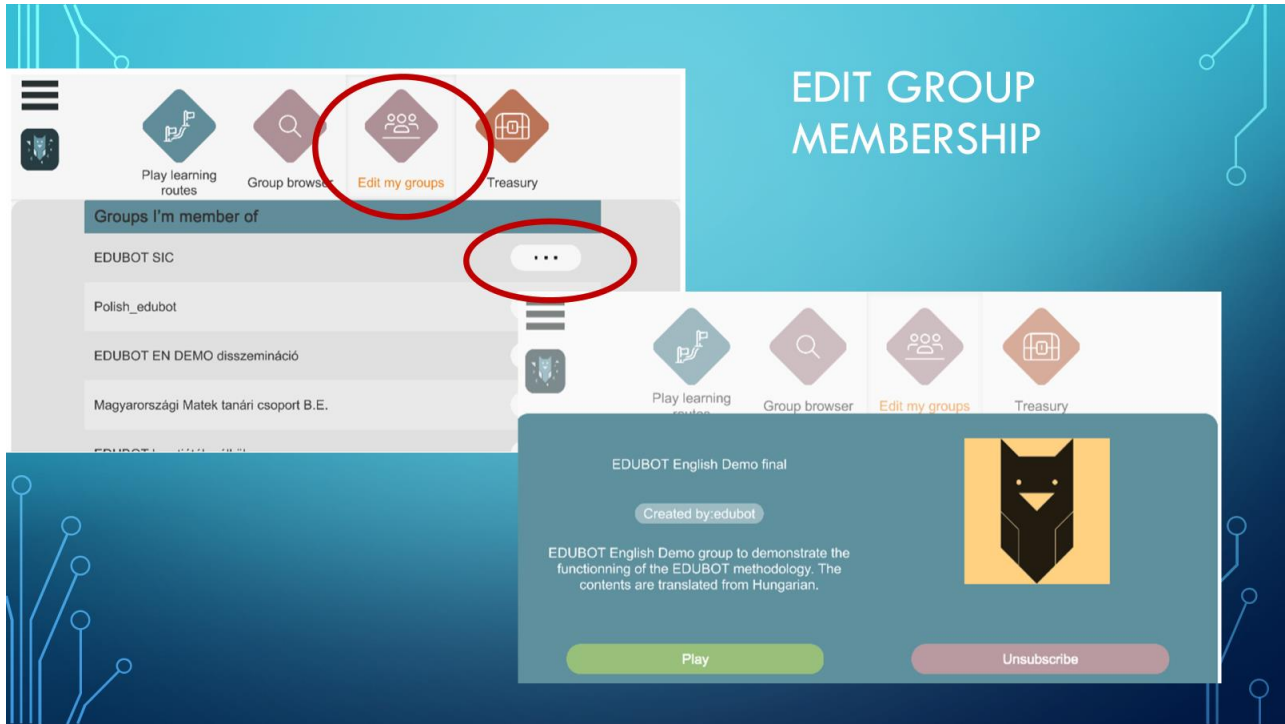 EDIT GROUP
MEMBERSHIP
Play learning
routes
Group browser
Edit my groups
Treasury
Groups I'm member of
EDUBOT SIC
...
Polish_edubot
EDUBOT EN DEMO disszemináció
Magyarországi Matek tanári csoport B.E.
Play learning
routes
Group browser
Edit my groups
Treasury
EDUBOT English Demo final
Created by:edubot
EDUBOT English Demo group to demonstrate the
functionning of the EDUBOT methodology. The
contents are translated from Hungarian.
Play
Unsubscribe